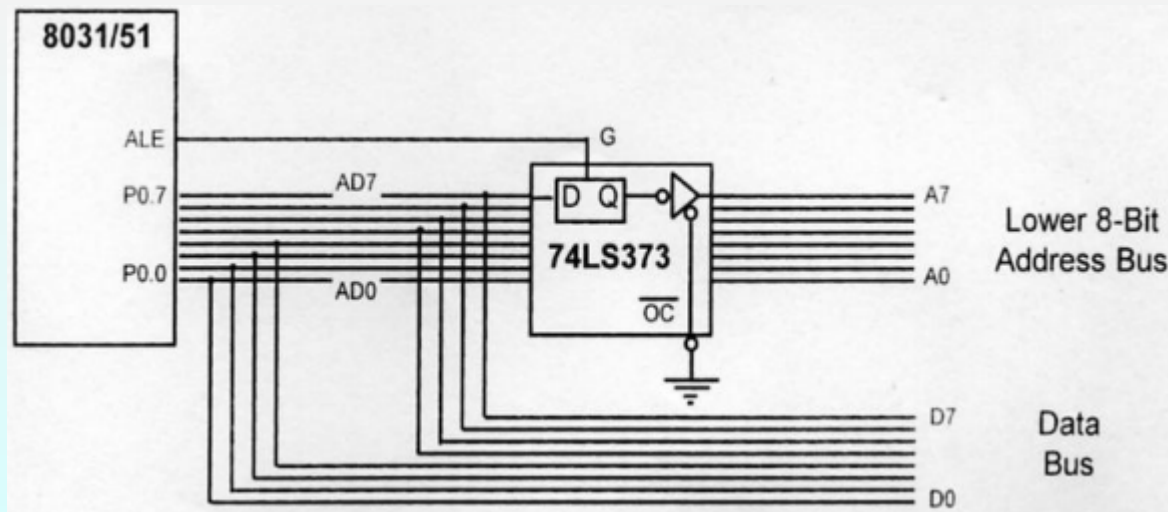 8031/51
ALE
G
P0.7
AD7
D Q
A7
Lower 8-Bit
Address Bus
74LS373
P0.0
AD0
A0
OC
D7
Data
Bus
D0